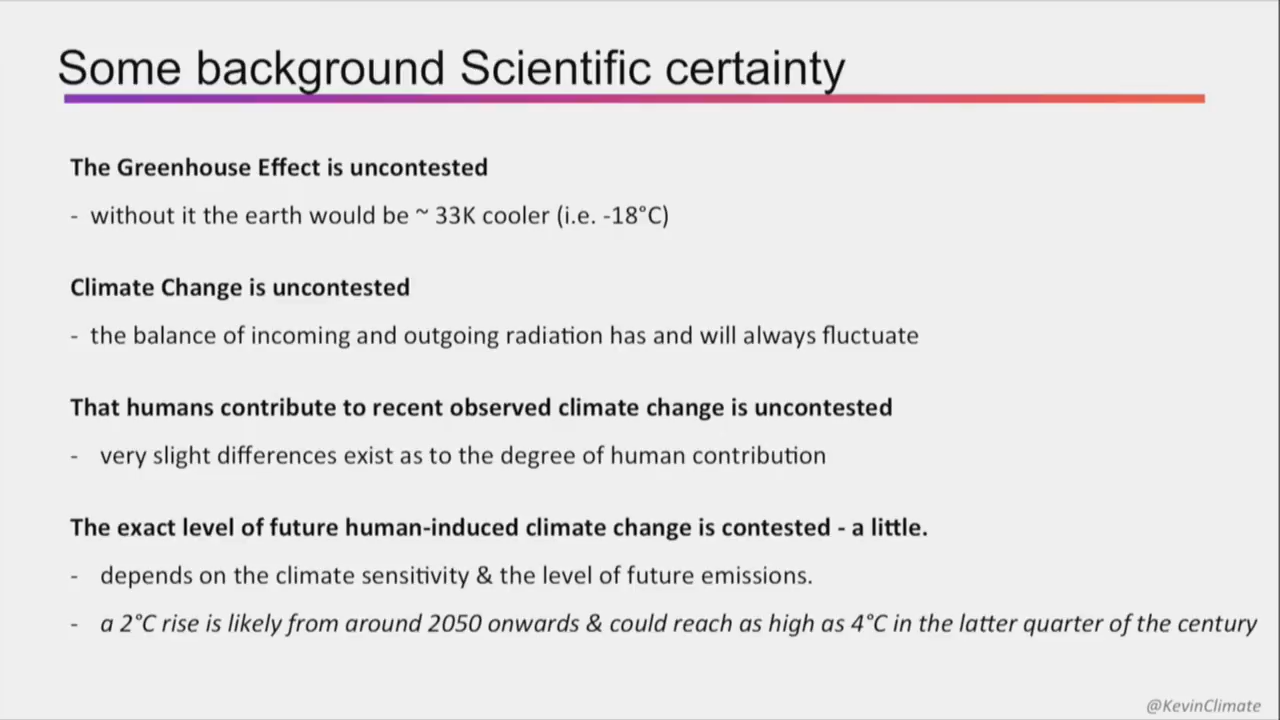 Some background Scientific certainty
The Greenhouse Effect is uncontested
- without it the earth would be ~ 33K cooler (i.e. -18°C)
Climate Change is uncontested
- the balance of incoming and outgoing radiation has and will always fluctuate
That humans contribute to recent observed climate change is uncontested
- very slight differences exist as to the degree of human contribution
The exact level of future human-induced climate change is contested - a little.
- depends on the climate sensitivity & the level of future emissions.
- a 2°C rise is likely from around 2050 onwards & could reach as high as 4°C in the latter quarter of the century
@KevinClimate